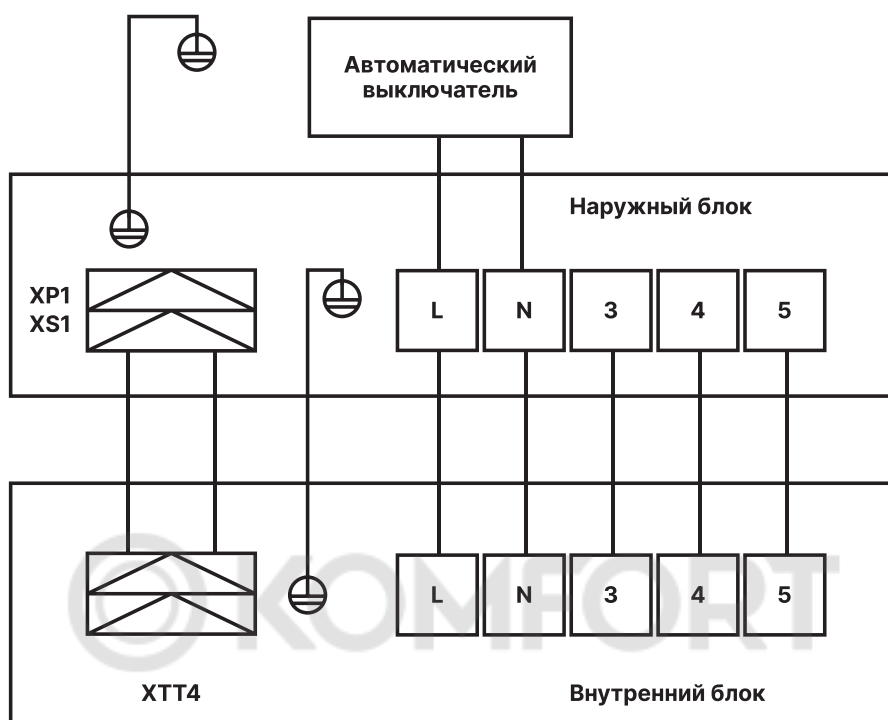 Автоматический
выключатель
Наружный блок
XP1
XS1
L N 3 4 5
KOMFORT
L N 3 4 5
XTT4
Внутренний блок